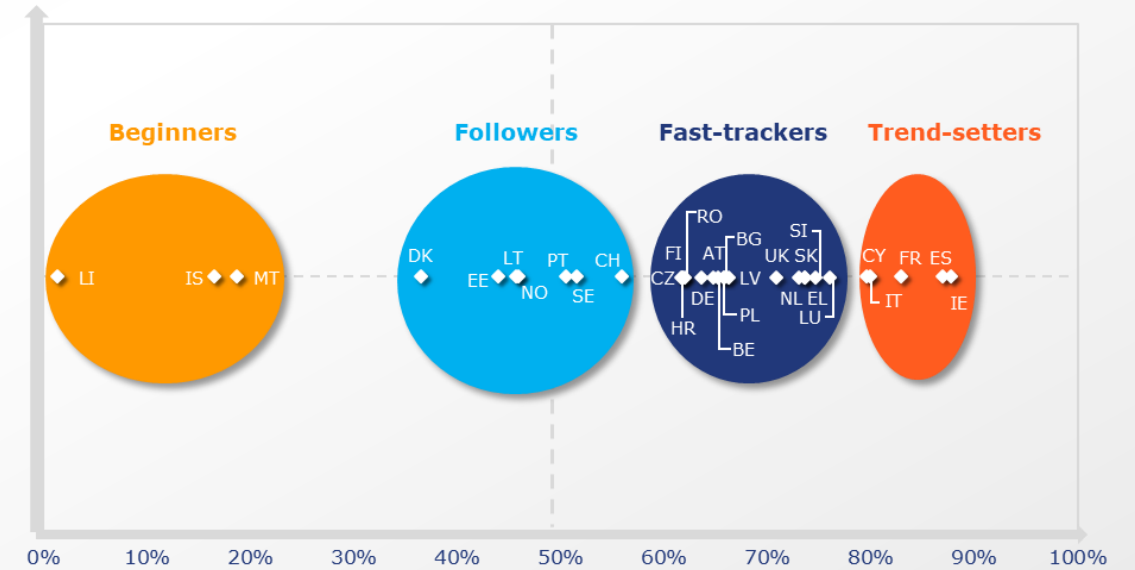 Beginners Followers Fast-trackers Trend-setters
RO
SI
BG
DK LT PT CH FI AT UK SK CY FR ES
LI IS MT EE CZ LV
NO SE DE NL EL IT IE
LU
PL
HR
BE
0% 10% 20% 30% 40% 50% 60% 70% 80% 90% 100%